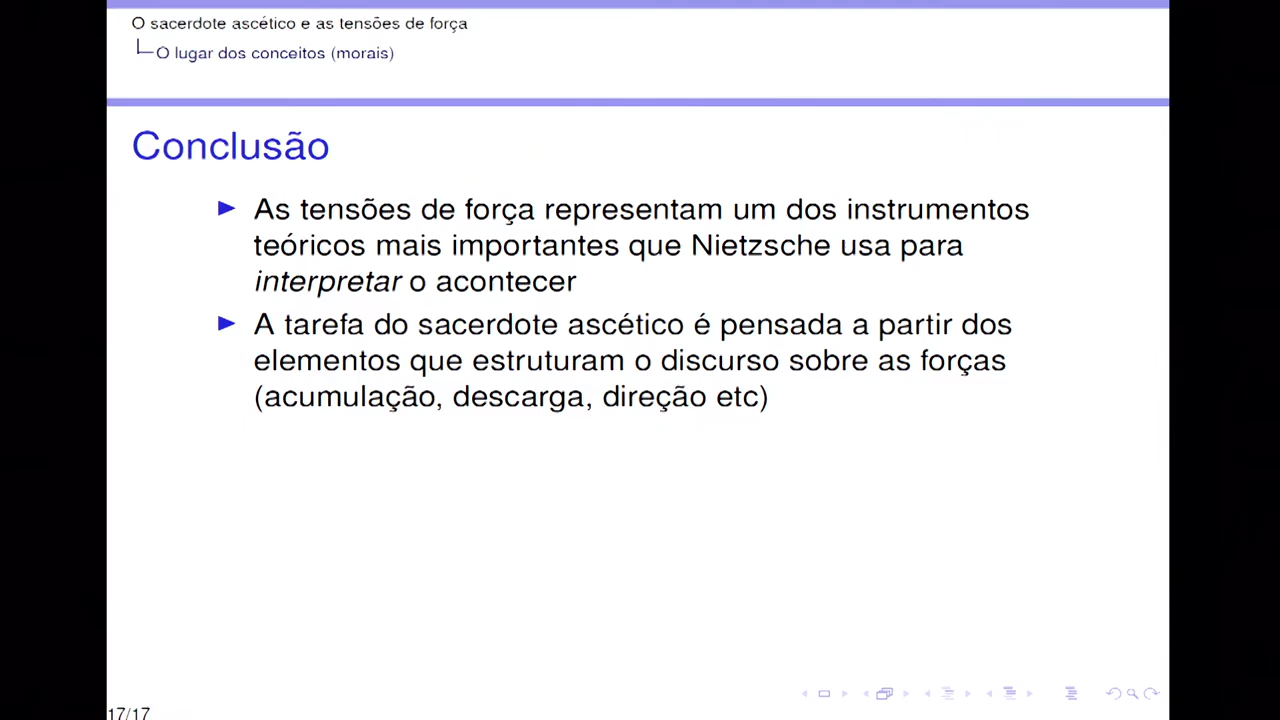 O sacerdote ascético e as tensões de força
O lugar dos conceitos (morais)
Conclusão
As tensões de força representam um dos instrumentos
teóricos mais importantes que Nietzsche usa para
interpretar o acontecer
A tarefa do sacerdote ascético é pensada a partir dos
elementos que estruturam o discurso sobre as forças
(acumulação, descarga, direção etc)
17/17